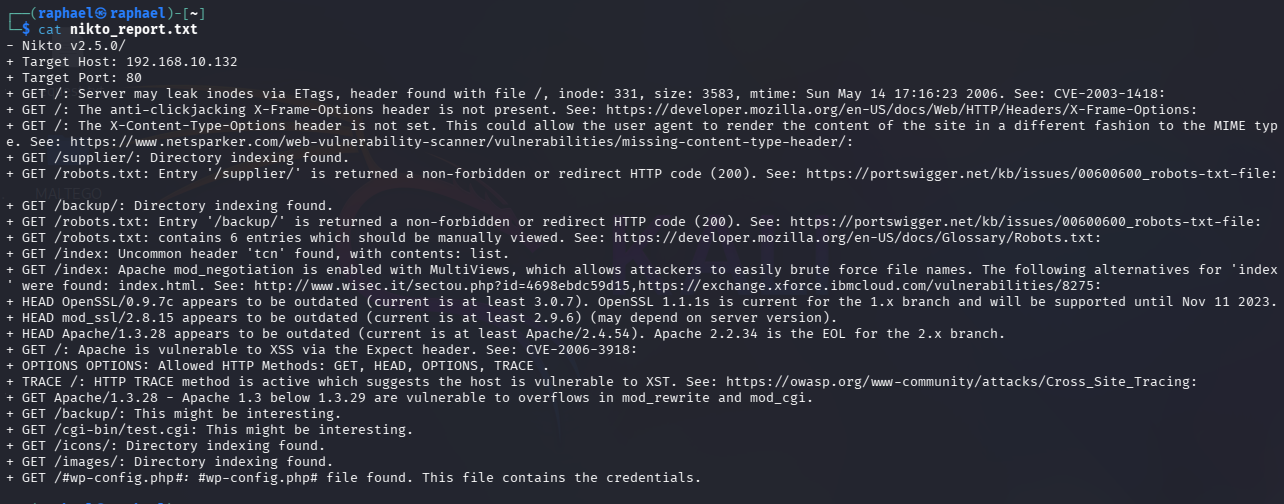 ┌──(raphael㉿raphael)-[~]
└─$ cat nikto_report.txt
- Nikto v2.5.0/
+ Target Host: 192.168.10.132
+ Target Port: 80
+ GET /: Server may leak inodes via ETags, header found with file /, inode: 331, size: 3583, mtime: Sun May 14 17:16:23 2006. See: CVE-2003-1418:
+ GET /: The anti-clickjacking X-Frame-Options header is not present. See: https://developer.mozilla.org/en-US/docs/Web/HTTP/Headers/X-Frame-Options:
+ GET /: The X-Content-Type-Options header is not set. This could allow the user agent to render the content of the site in a different fashion to the MIME typ
e. See: https://www.netsparker.com/web-vulnerability-scanner/vulnerabilities/missing-content-type-header/:
+ GET /supplier/: Directory indexing found.
+ GET /robots.txt: Entry '/supplier/' is returned a non-forbidden or redirect HTTP code (200). See: https://portswigger.net/kb/issues/00600600_robots-txt-file:
MALTEGO
+ GET /backup/: Directory indexing found.
+ GET /robots.txt: Entry '/backup/' is returned a non-forbidden or redirect HTTP code (200). See: https://portswigger.net/kb/issues/00600600_robots-txt-file:
+ GET /robots.txt: contains 6 entries which should be manually viewed. See: https://developer.mozilla.org/en-US/docs/Glossary/Robots.txt:
+ GET /index: Uncommon header 'tcn' found, with contents: list.
+ GET /index: Apache mod_negotiation is enabled with MultiViews, which allows attackers to easily brute force file names. The following alternatives for 'index
' were found: index.html. See: http://www.wisec.it/sectou.php?id=4698ebdc59d15,https://exchange.xforce.ibmcloud.com/vulnerabilities/8275:
+ HEAD OpenSSL/0.9.7c appears to be outdated (current is at least 3.0.7). OpenSSL 1.1.1s is current for the 1.x branch and will be supported until Nov 11 2023.
+ HEAD mod_ssl/2.8.15 appears to be outdated (current is at least 2.9.6) (may depend on server version).
+ HEAD Apache/1.3.28 appears to be outdated (current is at least Apache/2.4.54). Apache 2.2.34 is the EOL for the 2.x branch.
+ GET /: Apache is vulnerable to XSS via the Expect header. See: CVE-2006-3918:
+ OPTIONS OPTIONS: Allowed HTTP Methods: GET, HEAD, OPTIONS, TRACE .
+ TRACE /: HTTP TRACE method is active which suggests the host is vulnerable to XST. See: https://owasp.org/www-community/attacks/Cross_Site_Tracing:
+ GET Apache/1.3.28 - Apache 1.3 below 1.3.29 are vulnerable to overflows in mod_rewrite and mod_cgi.
+ GET /backup/: This might be interesting.
+ GET /cgi-bin/test.cgi: This might be interesting.
+ GET /icons/: Directory indexing found.
+ GET /images/: Directory indexing found.
+ GET /#wp-config.php#: #wp-config.php# file found. This file contains the credentials.